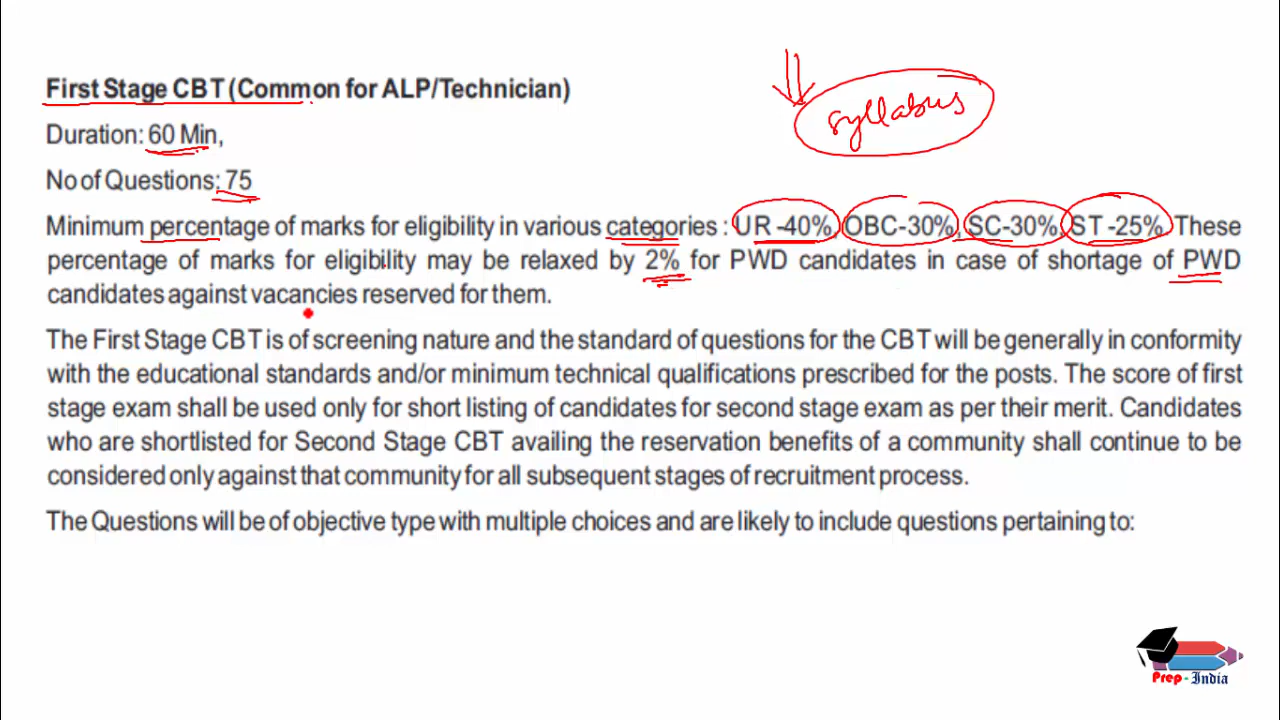 First Stage CBT (Common for ALP/Technician)
syllabus
Duration: 60 Min,
No of Questions: 75
Minimum percentage of marks for eligibility in various categories : UR -40%, OBC-30%, SC-30%, ST -25%. These
percentage of marks for eligibility may be relaxed by 2% for PWD candidates in case of shortage of PWD
candidates against vacancies reserved for them.
The First Stage CBT is of screening nature and the standard of questions for the CBT will be generally in conformity
with the educational standards and/or minimum technical qualifications prescribed for the posts. The score of first
stage exam shall be used only for short listing of candidates for second stage exam as per their merit. Candidates
who are shortlisted for Second Stage CBT availing the reservation benefits of a community shall continue to be
considered only against that community for all subsequent stages of recruitment process.
The Questions will be of objective type with multiple choices and are likely to include questions pertaining to:
Prep - India